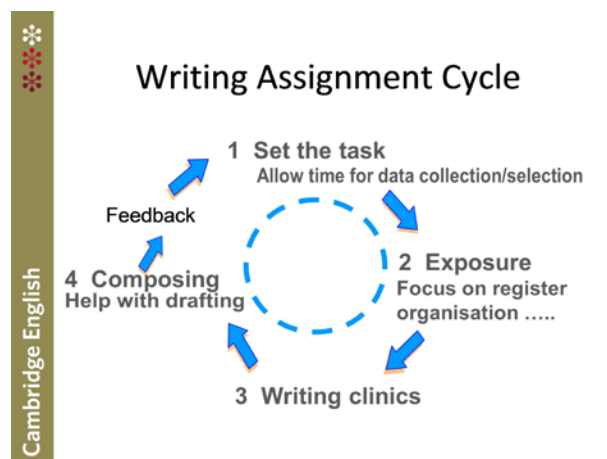 Writing Assignment Cycle
1 Set the task
Allow time for data collection/selection
2 Exposure
Focus on register
organisation .....
3 Writing clinics
4 Composing
Help with drafting
Feedback
Cambridge English